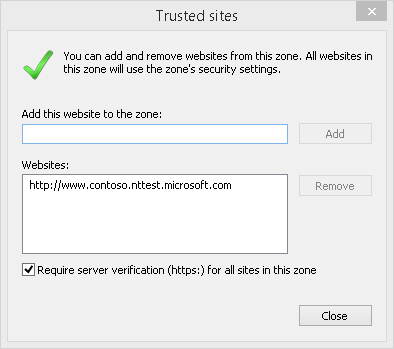 Trusted sites
You can add and remove websites from this zone. All websites in
this zone will use the zone's security settings.
Add this website to the zone:
Add
Websites:
http://www.contoso.nttest.microsoft.com
Remove
Require server verification (https:) for all sites in this zone
Close